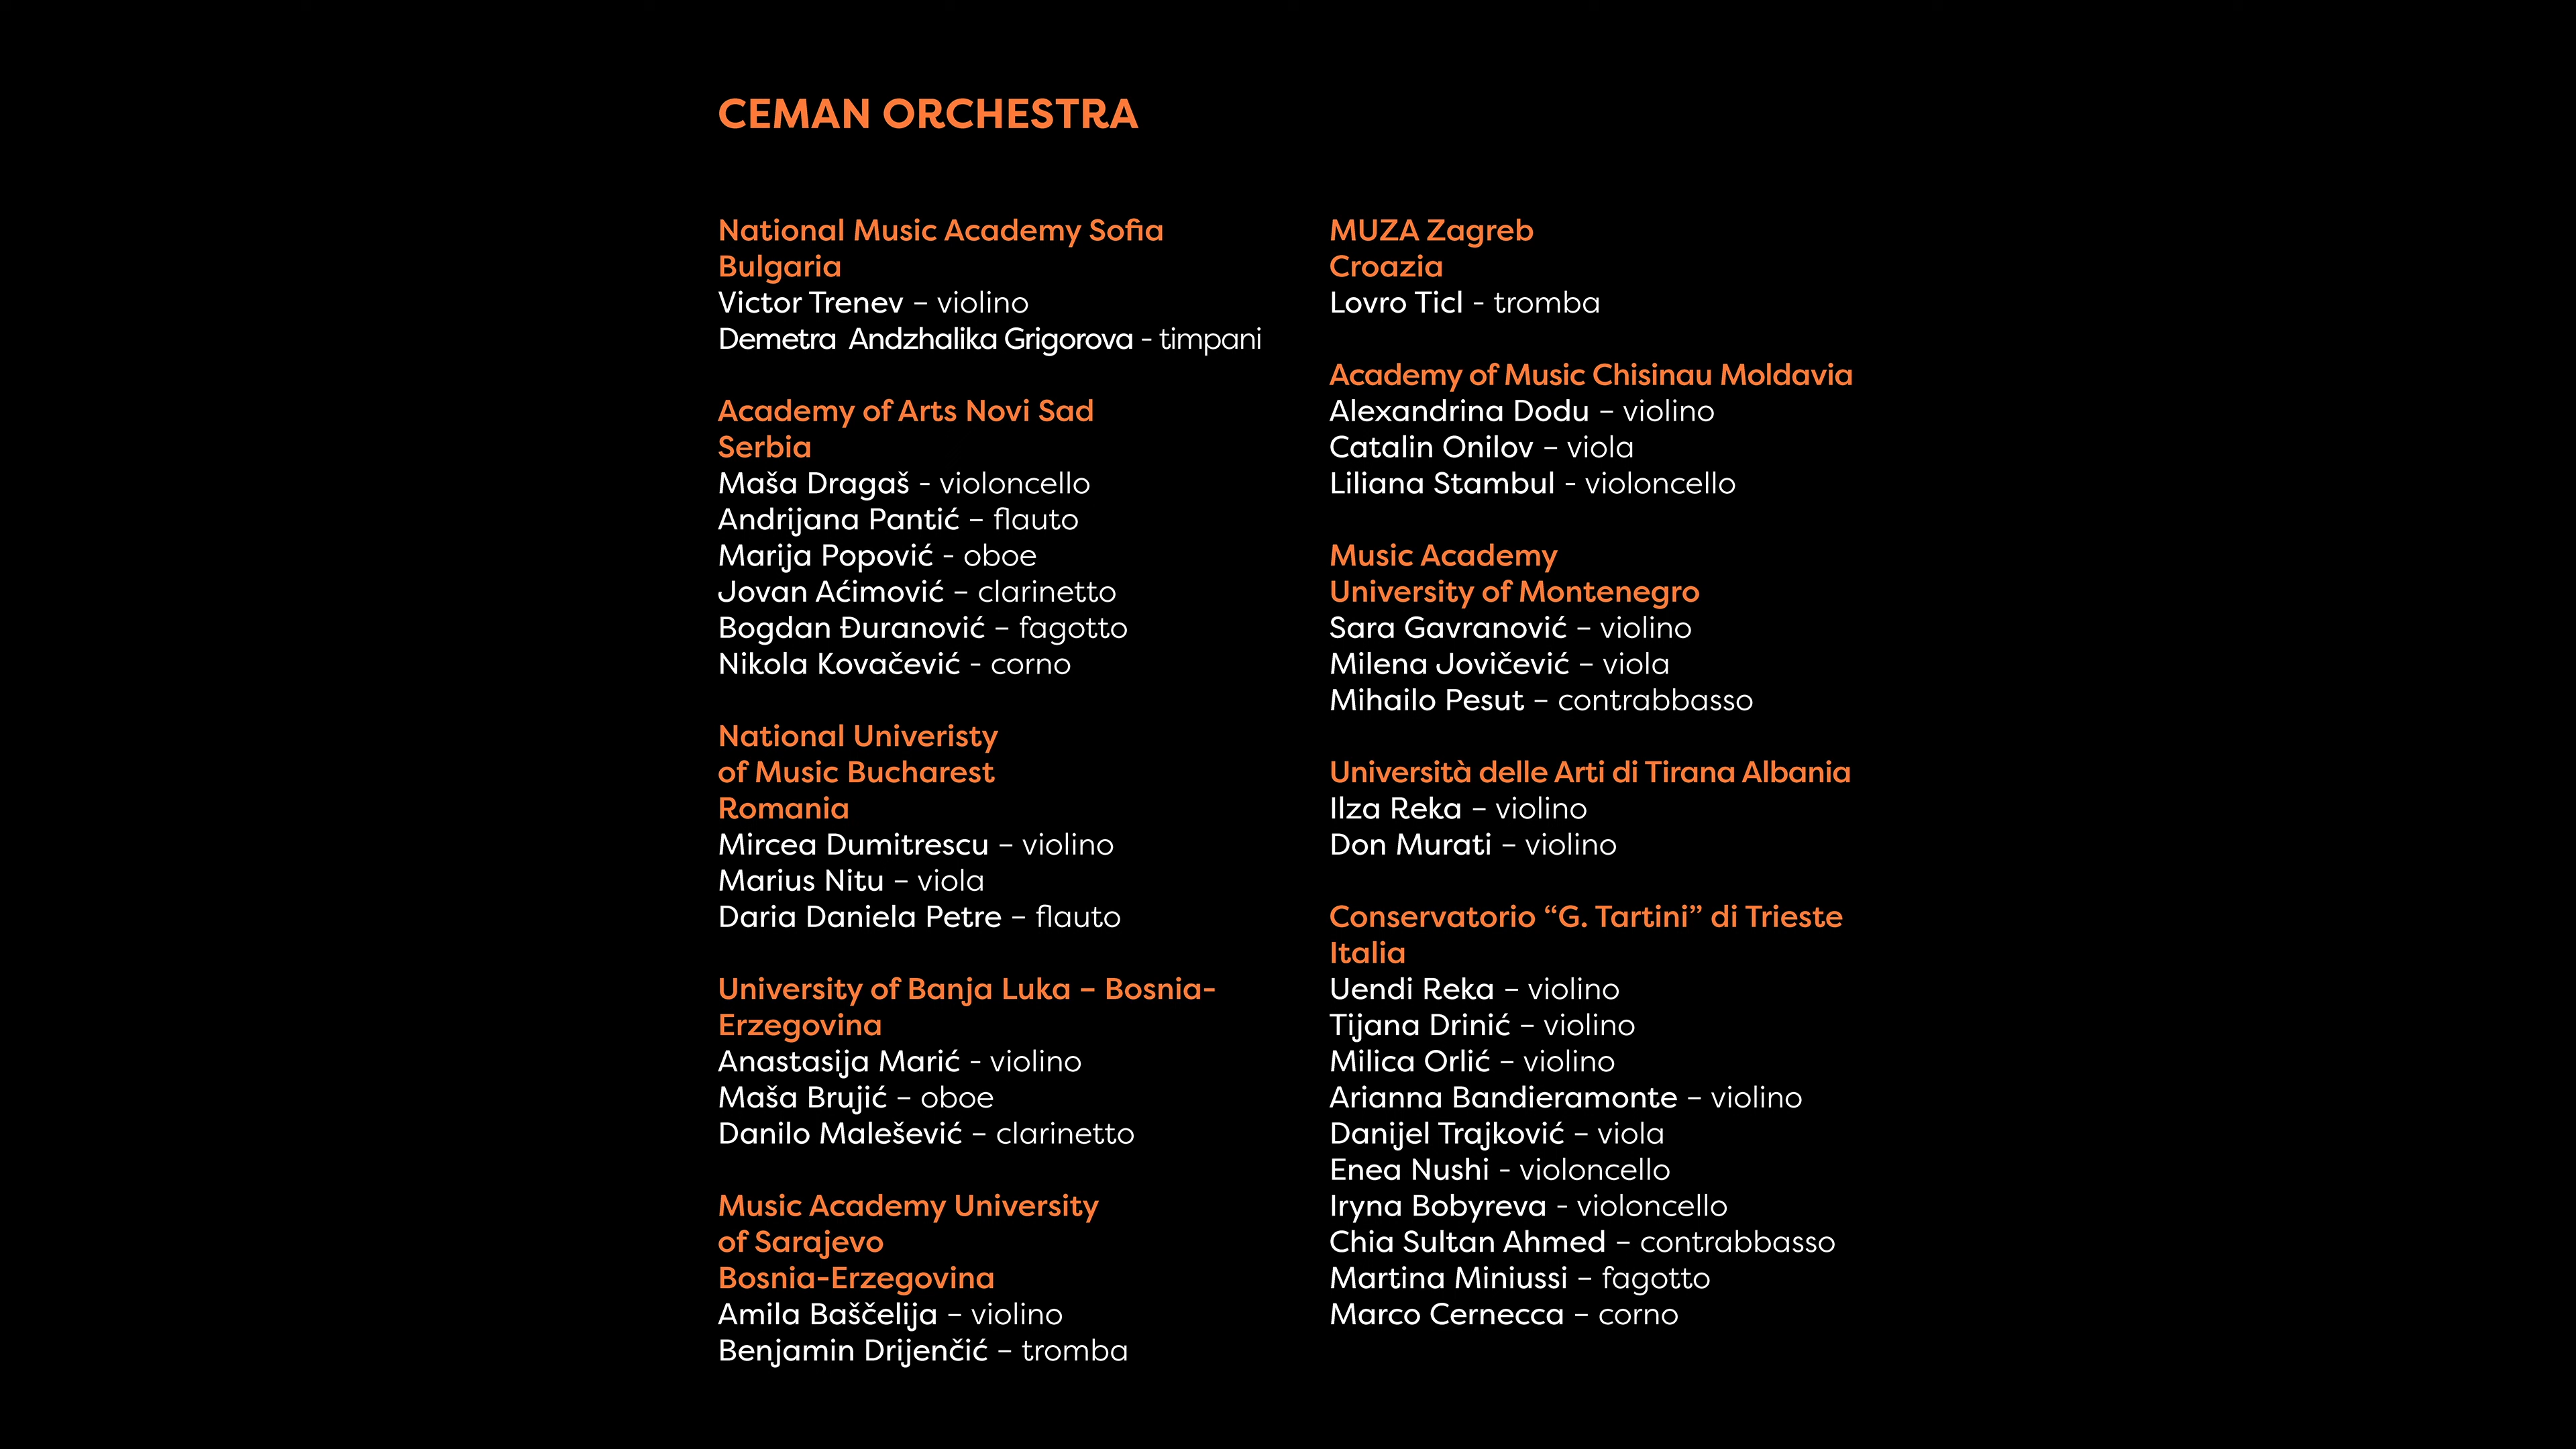 CEMAN ORCHESTRA
National Music Academy Sofia
Bulgaria
Victor Trenev – violino
Demetra Andzhalika Grigorova - timpani
Academy of Arts Novi Sad
Serbia
Maša Dragaš - violoncello
Andrijana Pantić – flauto
Marija Popović - oboe
Jovan Aćimović – clarinetto
Bogdan Đuranović – fagotto
Nikola Kovačević - corno
National Univeristy
of Music Bucharest
Romania
Mircea Dumitrescu – violino
Marius Nitu – viola
Daria Daniela Petre – flauto
University of Banja Luka – Bosnia-
Erzegovina
Anastasija Marić - violino
Maša Brujić – oboe
Danilo Malešević – clarinetto
Music Academy University
of Sarajevo
Bosnia-Erzegovina
Amila Baščelija – violino
Benjamin Drijenčić – tromba
MUZA Zagreb
Croazia
Lovro Ticl - tromba
Academy of Music Chisinau Moldavia
Alexandrina Dodu – violino
Catalin Onilov – viola
Liliana Stambul - violoncello
Music Academy
University of Montenegro
Sara Gavranović – violino
Milena Jovičević – viola
Mihailo Pesut – contrabbasso
Università delle Arti di Tirana Albania
Ilza Reka – violino
Don Murati – violino
Conservatorio “G. Tartini” di Trieste
Italia
Uendi Reka – violino
Tijana Drinić – violino
Milica Orlić – violino
Arianna Bandieramonte – violino
Danijel Trajković – viola
Enea Nushi - violoncello
Iryna Bobyreva - violoncello
Chia Sultan Ahmed – contrabbasso
Martina Miniussi – fagotto
Marco Cernecca – corno